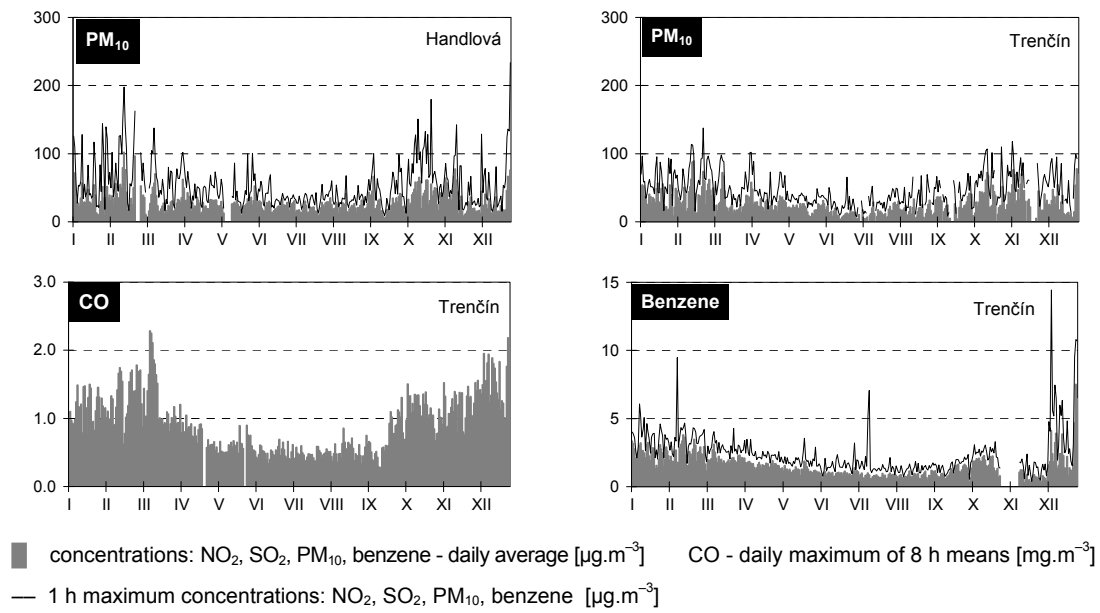 PM₁₀ Handlová
300
200
100
0
I II III IV V VI VII VIII IX X XI XII
PM₁₀ Trenčín
300
200
100
0
I II III IV V VI VII VIII IX X XI XII
CO Trenčín
3.0
2.0
1.0
0.0
I II III IV V VI VII VIII IX X XI XII
Benzene Trenčín
15
10
5
0
I II III IV V VI VII VIII IX X XI XII
concentrations: NO₂, SO₂, PM₁₀, benzene - daily average [µg.m⁻³] CO - daily maximum of 8 h means [mg.m⁻³]
1 h maximum concentrations: NO₂, SO₂, PM₁₀, benzene [µg.m⁻³]